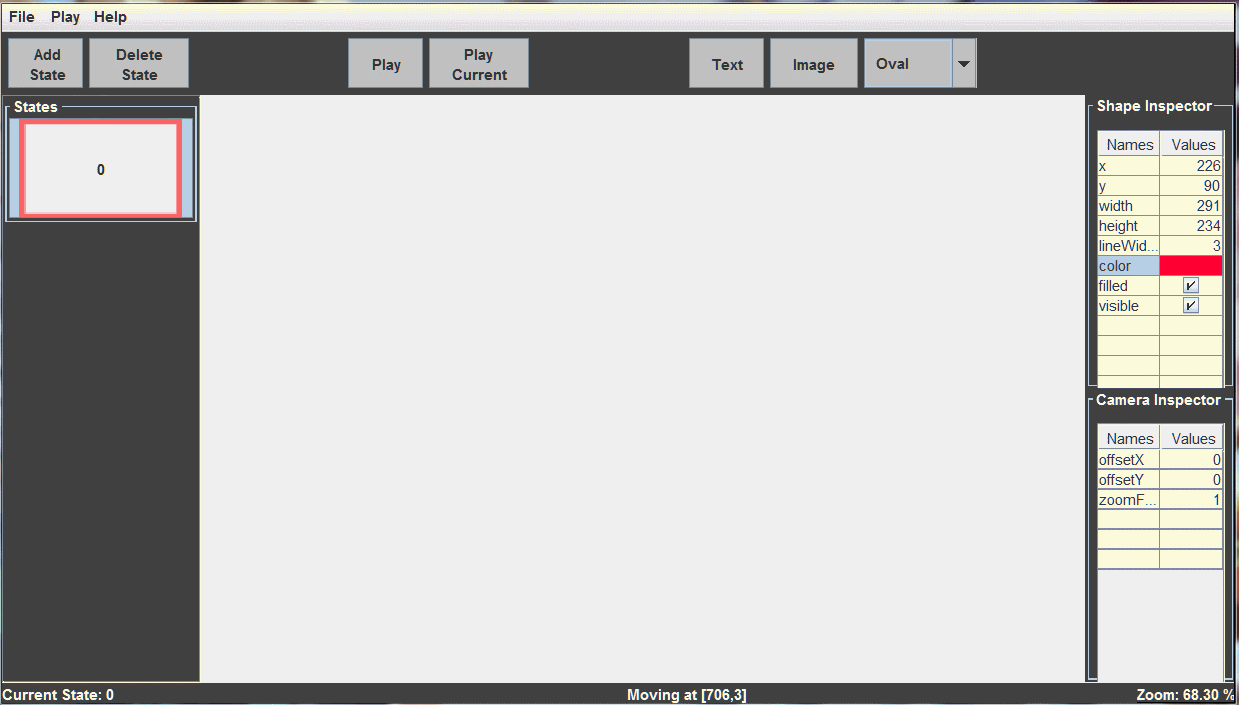 File Play Help
Add State
Delete State
Play
Play Current
Text
Image
Oval
States
0
Shape Inspector
Names Values
x 226
y 90
width 291
height 234
lineWid... 3
color
filled
visible
Camera Inspector
Names Values
offsetX 0
offsetY 0
zoomF... 1
Current State: 0
Moving at [706,3]
Zoom: 68.30 %